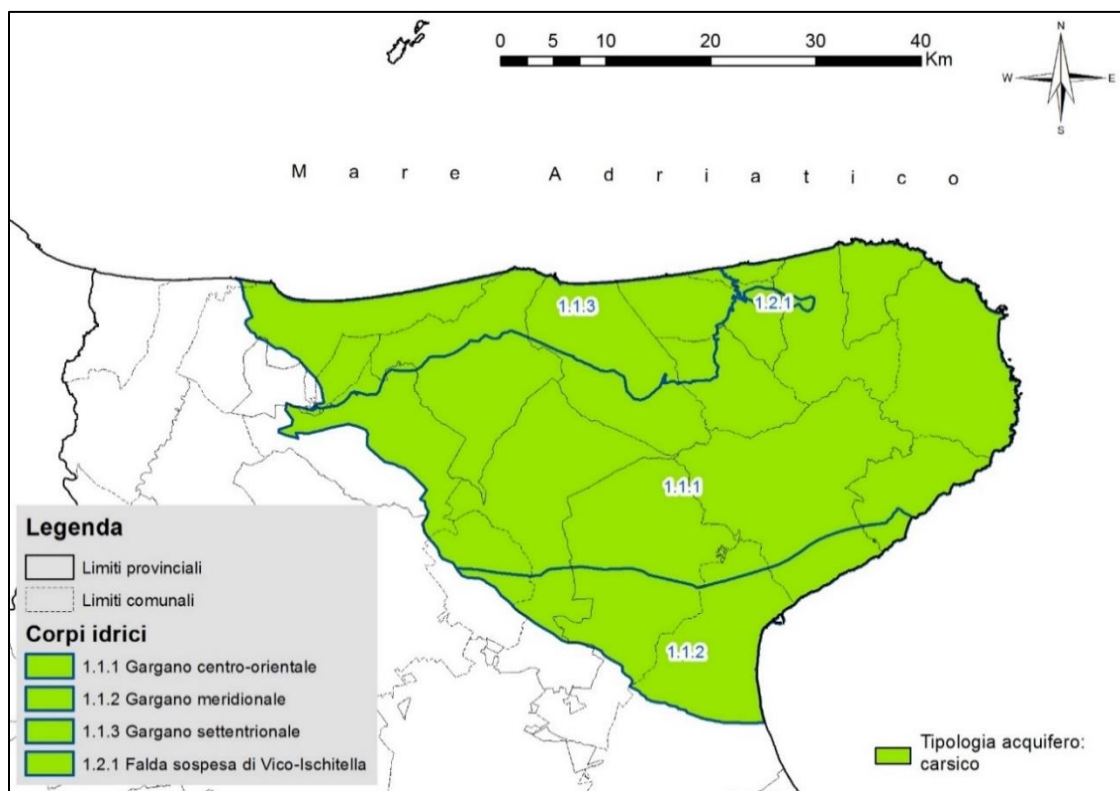 0 5 10 20 30 40
Km
N
W E
S
Mare Adriatico
1.1.3
1.2.1
1.1.1
1.1.2
Legenda
Limiti provinciali
Limiti comunali
Corpi idrici
1.1.1 Gargano centro-orientale
1.1.2 Gargano meridionale
1.1.3 Gargano settentrionale
1.2.1 Falda sospesa di Vico-Ischitella
Tipologia acquifero:
carsico